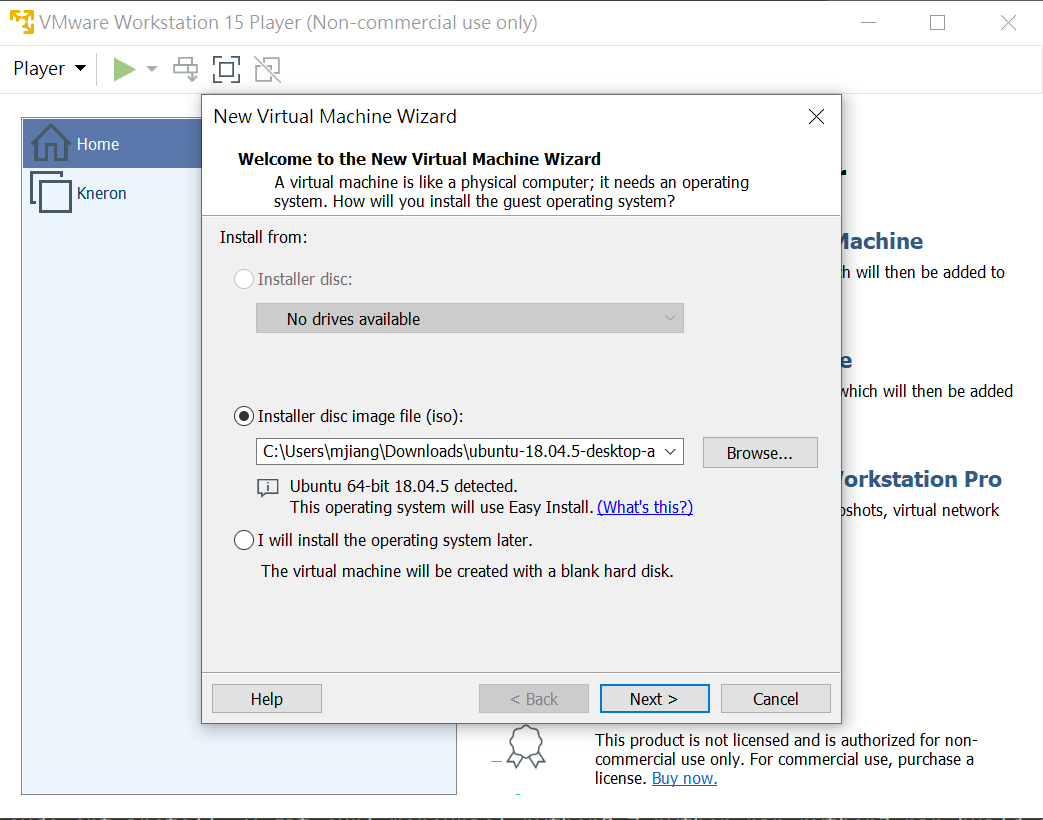 VMware Workstation 15 Player (Non-commercial use only)
Player
Home
Kneron
New Virtual Machine Wizard
Welcome to the New Virtual Machine Wizard
A virtual machine is like a physical computer; it needs an operating
system. How will you install the guest operating system?
Install from:
Installer disc:
No drives available
Installer disc image file (iso):
C:\Users\mjiang\Downloads\ubuntu-18.04.5-desktop-a
Browse...
Ubuntu 64-bit 18.04.5 detected.
This operating system will use Easy Install. (What's this?)
I will install the operating system later.
The virtual machine will be created with a blank hard disk.
Help
< Back
Next >
Cancel
Machine
will then be added to
which will then be added
Workstation Pro
virtual network
This product is not licensed and is authorized for non-
commercial use only. For commercial use, purchase a
license. Buy now.